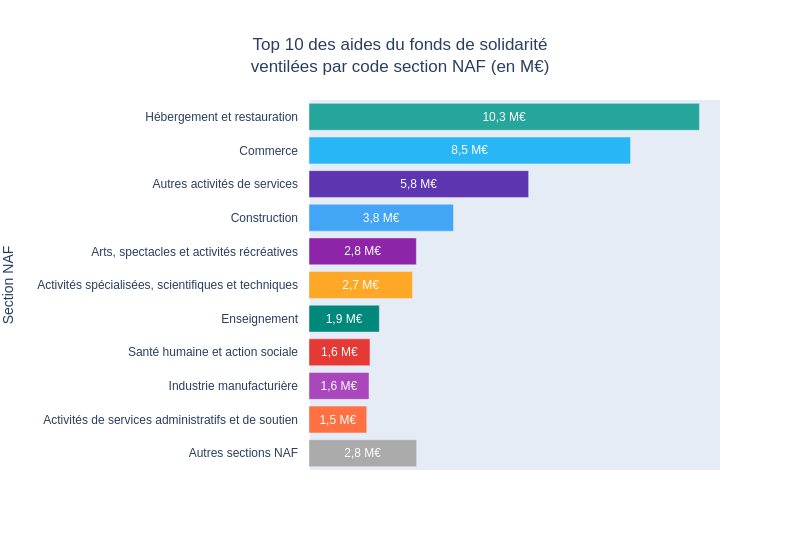 Top 10 des aides du fonds de solidarité
ventilées par code section NAF (en M€)
Section NAF
Hébergement et restauration 10,3 M€
Commerce 8,5 M€
Autres activités de services 5,8 M€
Construction 3,8 M€
Arts, spectacles et activités récréatives 2,8 M€
Activités spécialisées, scientifiques et techniques 2,7 M€
Enseignement 1,9 M€
Santé humaine et action sociale 1,6 M€
Industrie manufacturière 1,6 M€
Activités de services administratifs et de soutien 1,5 M€
Autres sections NAF 2,8 M€